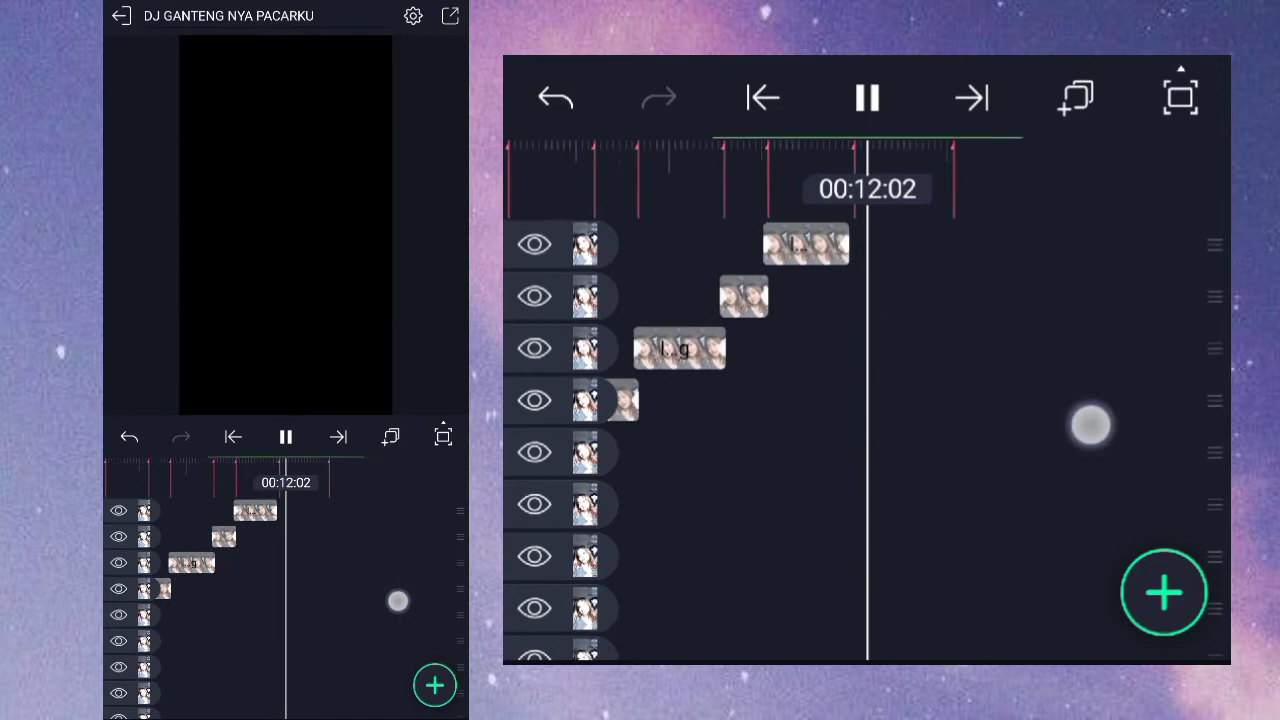 DJ GANTENG NYA PACARKU
00:12:02
l...g
00:12:02
l...
l...g